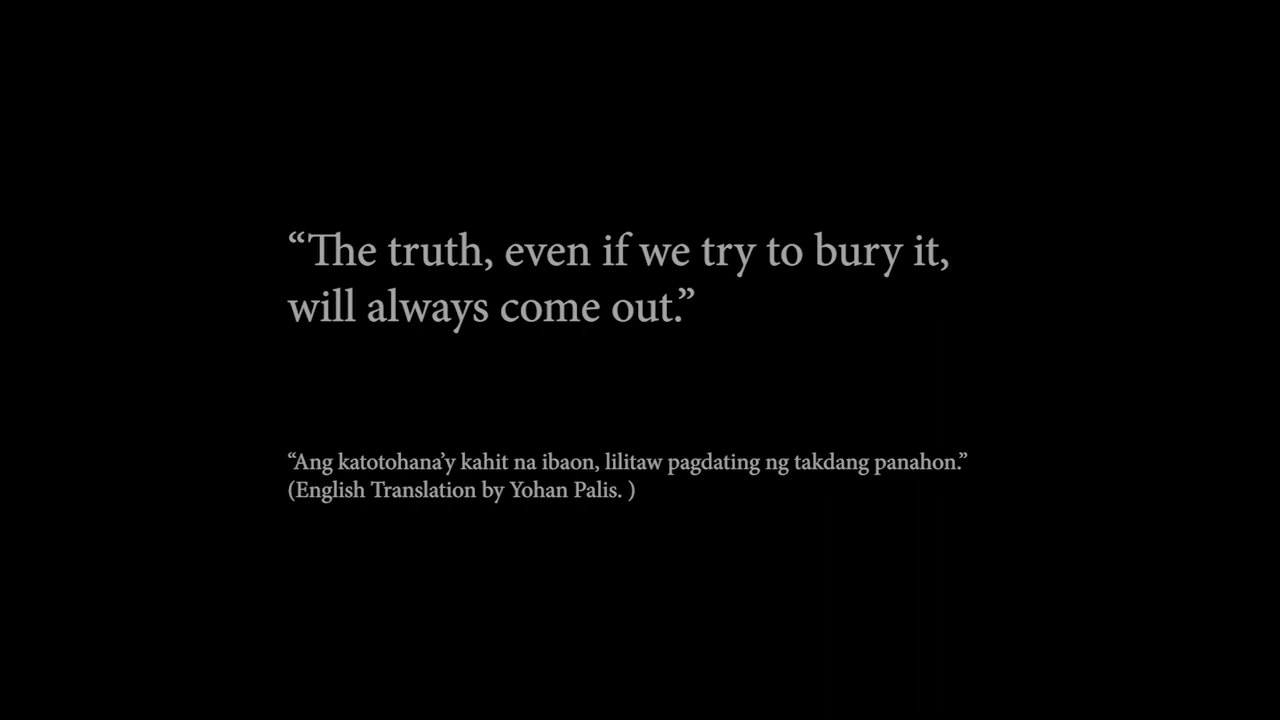 “The truth, even if we try to bury it,
will always come out.”
“Ang katotohana’y kahit na ibaon, lilitaw pagdating ng takdang panahon.”
(English Translation by Yohan Palis. )